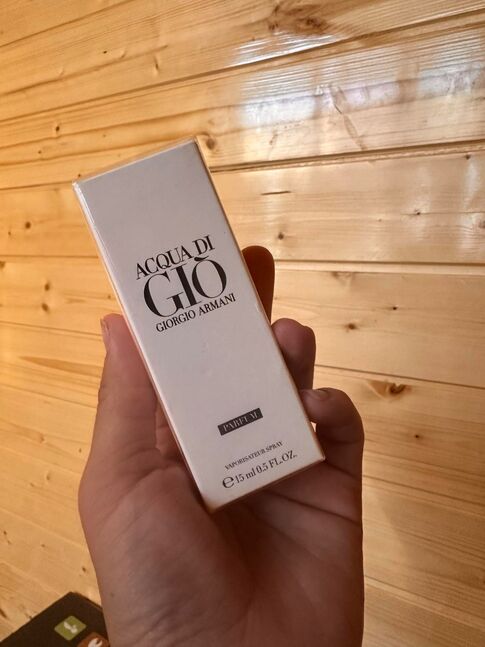 ACQUA DI
GIÒ
GIORGIO ARMANI
PARFUM
VAPORISATEUR SPRAY
℮ 15 ml 0.5 FL.OZ.